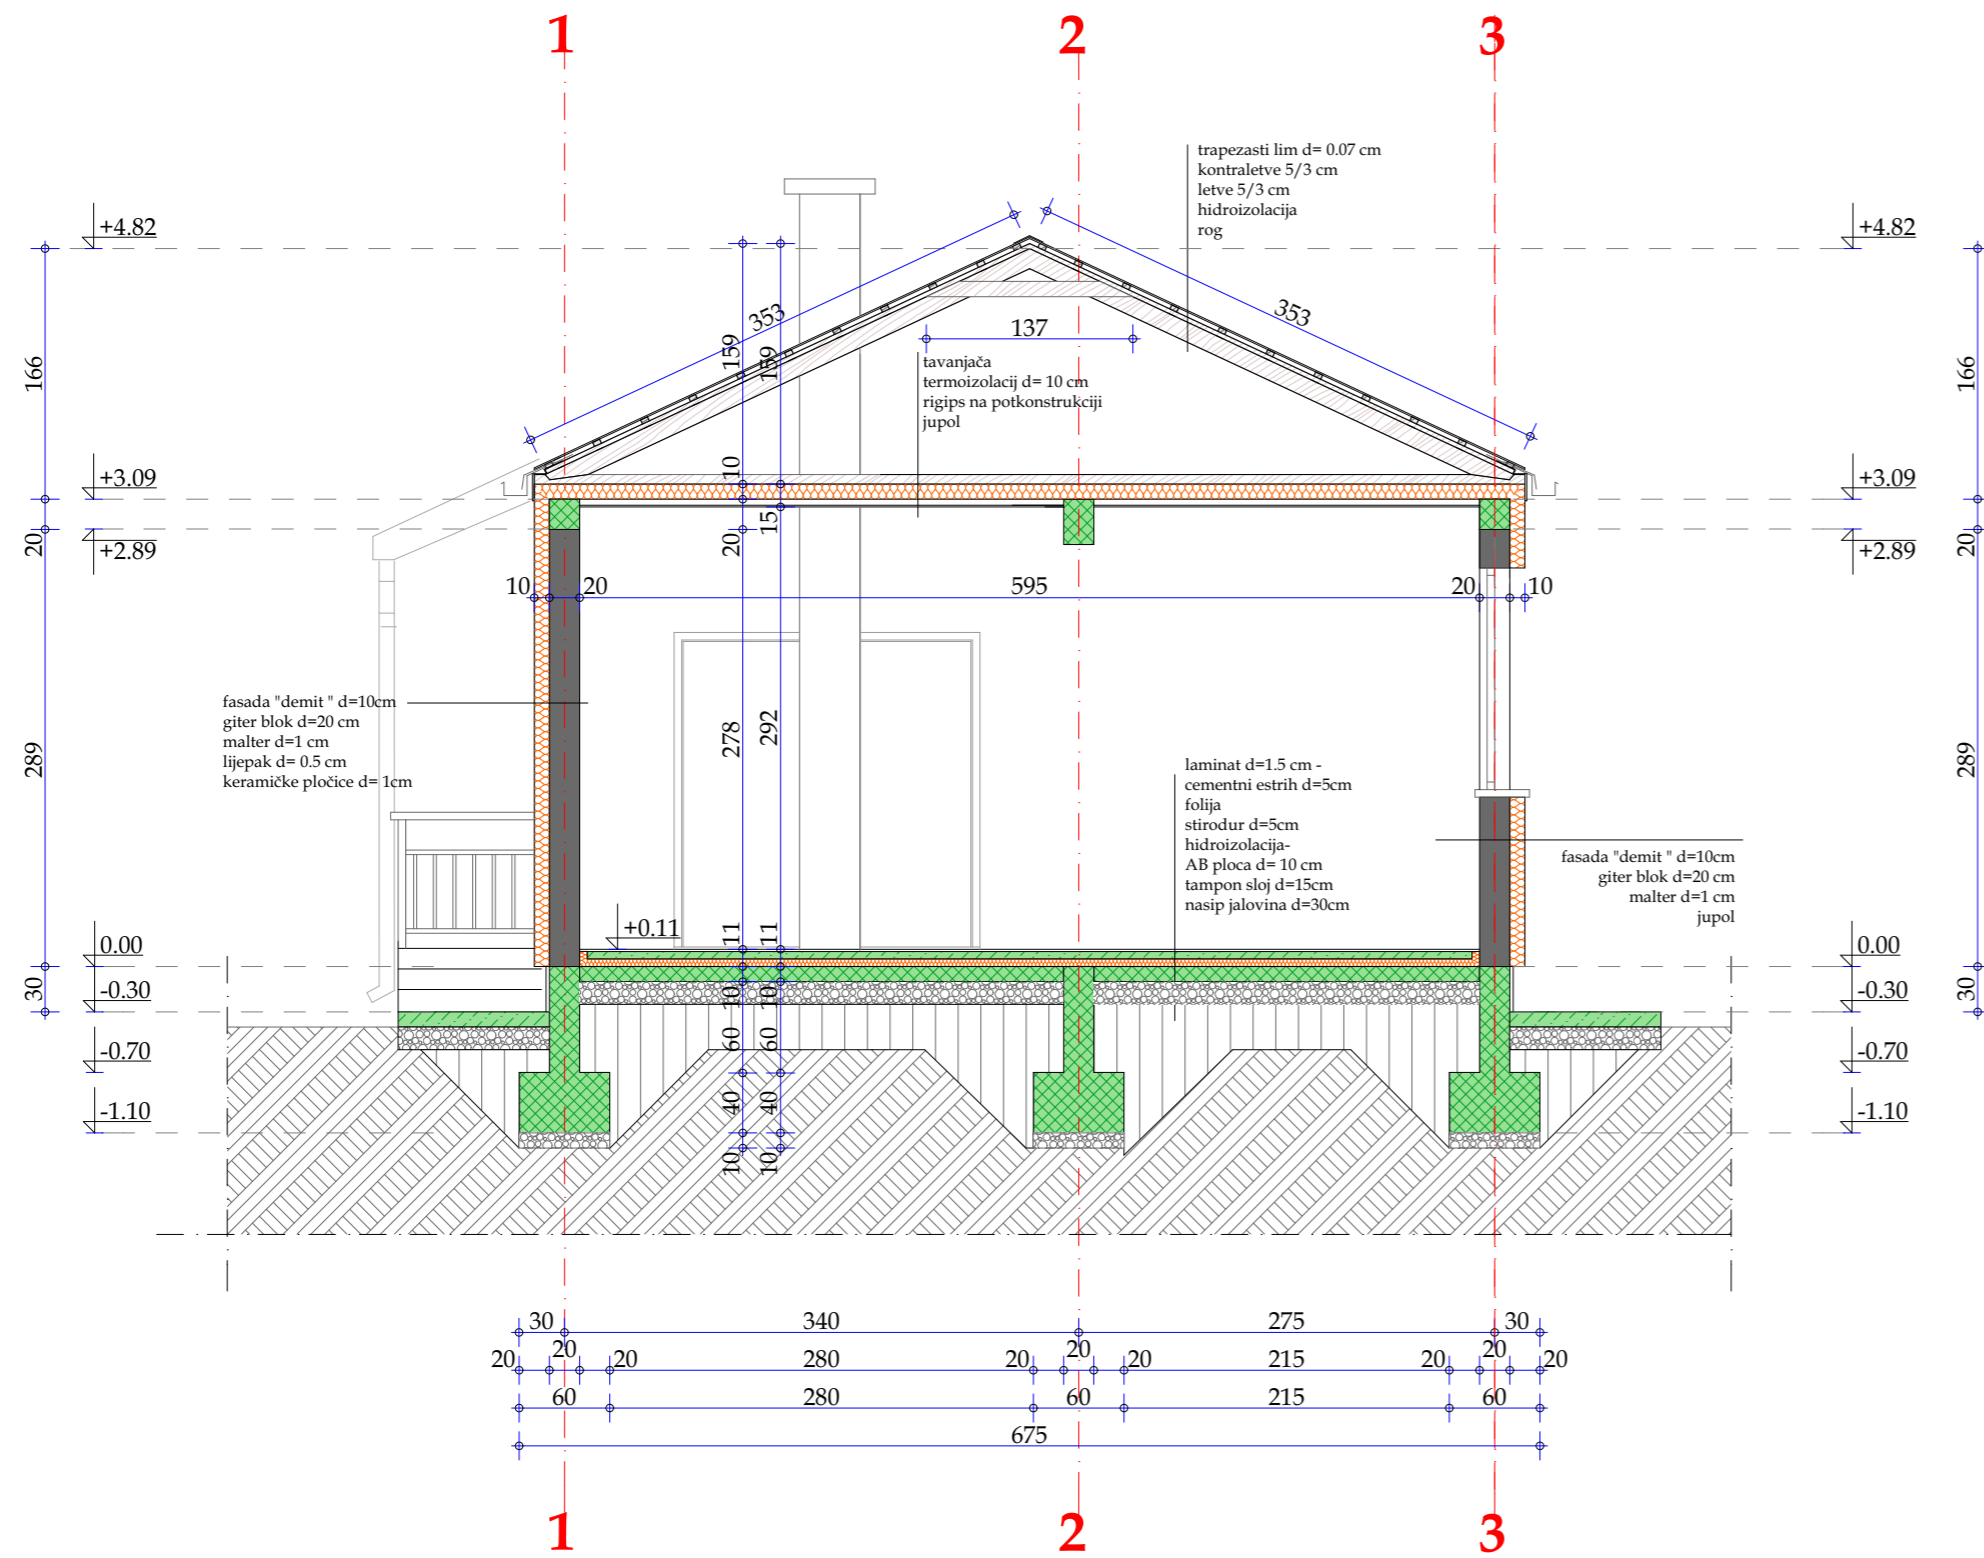 1 2 3
trapezasti lim d= 0.07 cm
kontraletve 5/3 cm
letve 5/3 cm
hidroizolacija
rog
+4.82 +4.82
353 353
137
159 159
166 166
tavanjača
termoizolacij d= 10 cm
rigips na potkonstrukciji
jupol
10
+3.09 +3.09
15
20 20 20
+2.89 +2.89
10 20 595 20 10
fasada "demit " d=10cm
giter blok d=20 cm
malter d=1 cm
lijepak d= 0.5 cm
keramičke pločice d= 1cm
289 278 292 289
laminat d=1.5 cm -
cementni estrih d=5cm
folija
stirodur d=5cm
hidroizolacija-
AB ploca d= 10 cm
tampon sloj d=15cm
nasip jalovina d=30cm
fasada "demit " d=10cm
giter blok d=20 cm
malter d=1 cm
jupol
+0.11 11 11
0.00 0.00
30 10 10 30
-0.30 -0.30
60 60
-0.70 -0.70
40 40
-1.10 -1.10
10 10
30 340 275 30
20 20 20 280 20 20 20 215 20 20 20
60 280 60 215 60
675
1 2 3